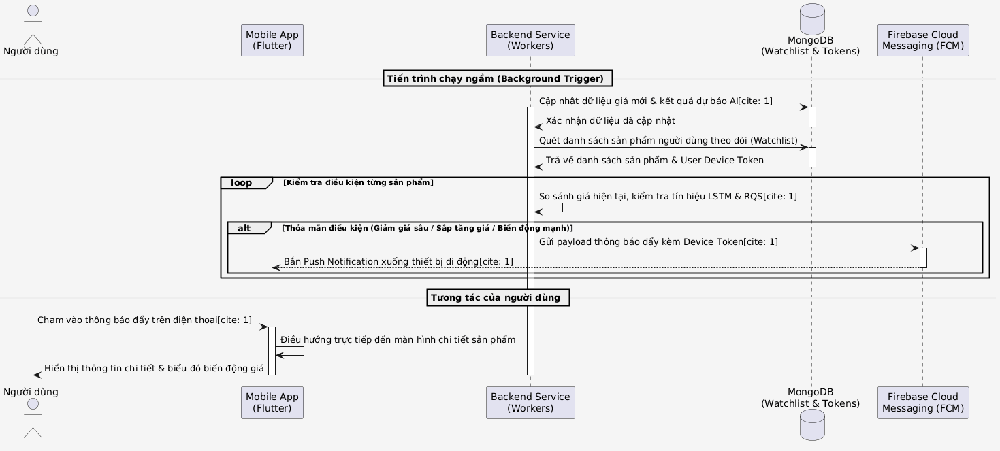 Người dùng
Mobile App
(Flutter)
Backend Service
(Workers)
MongoDB
(Watchlist & Tokens)
Firebase Cloud
Messaging (FCM)
Tiến trình chạy ngầm (Background Trigger)
Cập nhật dữ liệu giá mới & kết quả dự báo AI[cite: 1]
Xác nhận dữ liệu đã cập nhật
Quét danh sách sản phẩm người dùng theo dõi (Watchlist)
Trả về danh sách sản phẩm & User Device Token
loop [Kiểm tra điều kiện từng sản phẩm]
So sánh giá hiện tại, kiểm tra tín hiệu LSTM & RQS[cite: 1]
alt [Thỏa mãn điều kiện (Giảm giá sâu / Sắp tăng giá / Biến động mạnh)]
Gửi payload thông báo đẩy kèm Device Token[cite: 1]
Bắn Push Notification xuống thiết bị di động[cite: 1]
Tương tác của người dùng
Chạm vào thông báo đẩy trên điện thoại[cite: 1]
Điều hướng trực tiếp đến màn hình chi tiết sản phẩm
Hiển thị thông tin chi tiết & biểu đồ biến động giá
Người dùng
Mobile App
(Flutter)
Backend Service
(Workers)
MongoDB
(Watchlist & Tokens)
Firebase Cloud
Messaging (FCM)